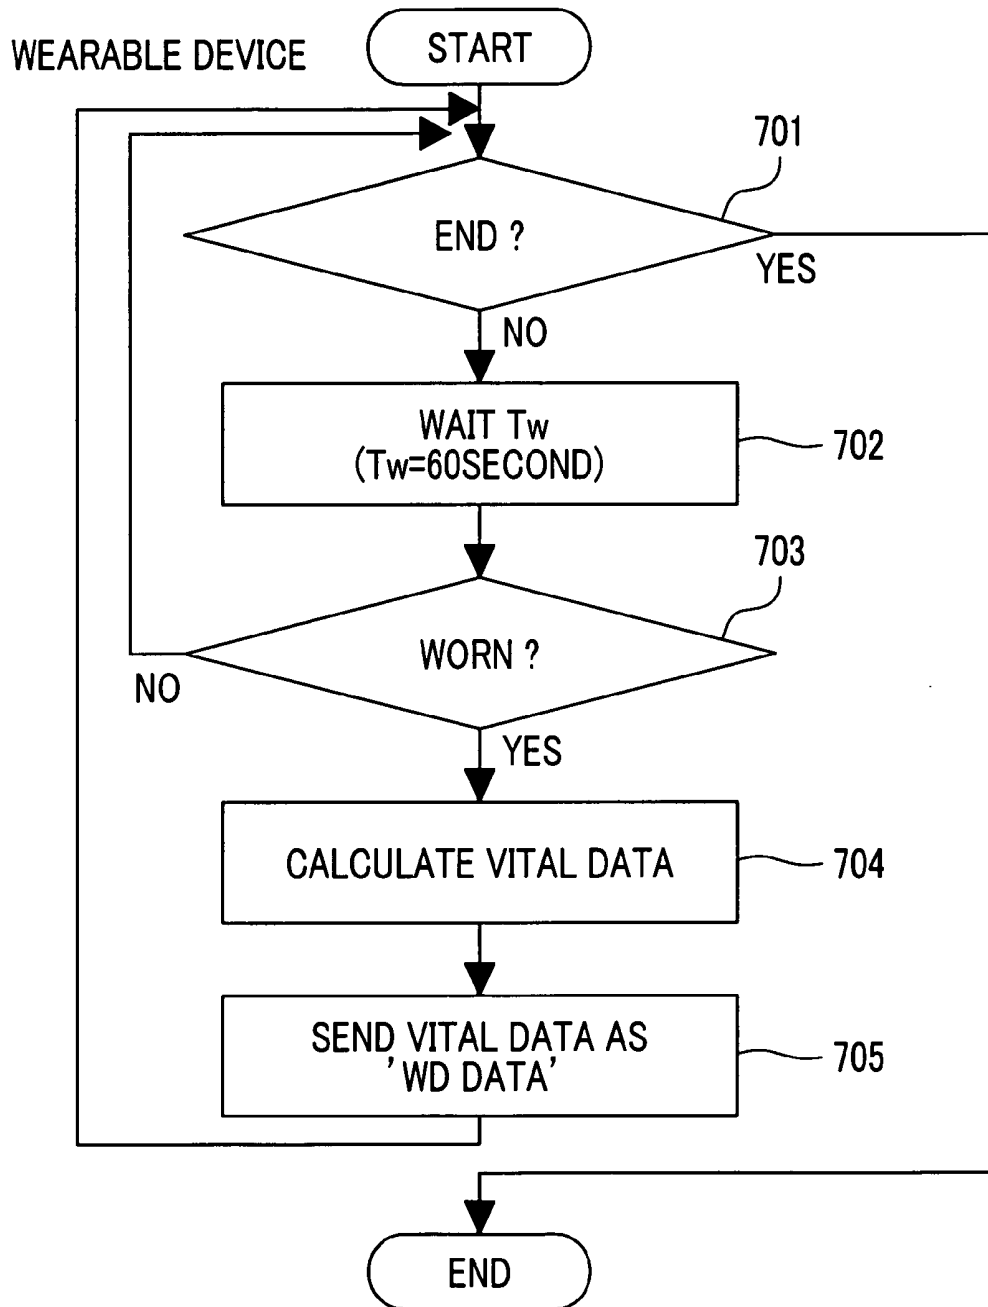 WEARABLE DEVICE
START
701
END ?
YES
NO
WAIT Tw
(Tw=60SECOND)
702
703
WORN ?
NO
YES
CALCULATE VITAL DATA
704
SEND VITAL DATA AS
'WD DATA'
705
END